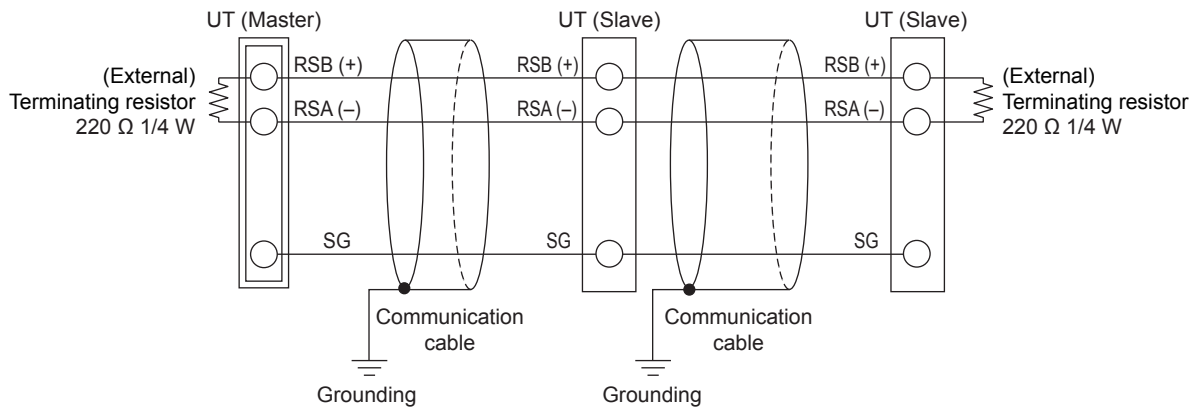 UT (Master)
UT (Slave)
UT (Slave)
(External)
Terminating resistor
220 Ω 1/4 W
RSB (+)
RSB (+)
RSB (+)
(External)
Terminating resistor
220 Ω 1/4 W
RSA (–)
RSA (–)
RSA (–)
SG
SG
SG
Communication
cable
Communication
cable
Grounding
Grounding